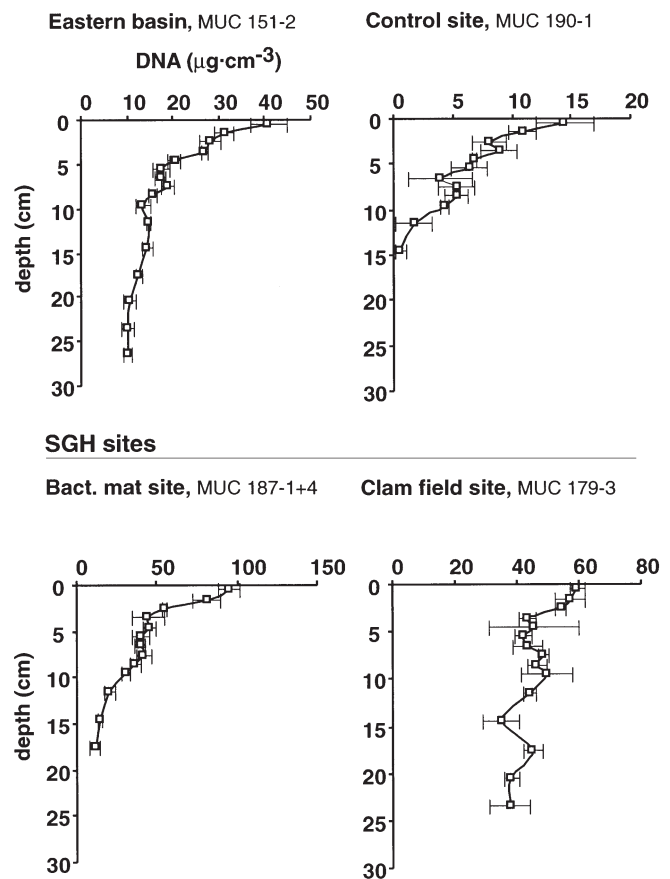 Eastern basin, MUC 151-2
Control site, MUC 190-1
DNA (µg·cm-3)
0 10 20 30 40 50
0 5 10 15 20
0
5
10
15
20
25
30
depth (cm)
0
5
10
15
20
25
30
SGH sites
Bact. mat site, MUC 187-1+4
Clam field site, MUC 179-3
0 50 100 150
0 20 40 60 80
0
5
10
15
20
25
30
depth (cm)
0
5
10
15
20
25
30